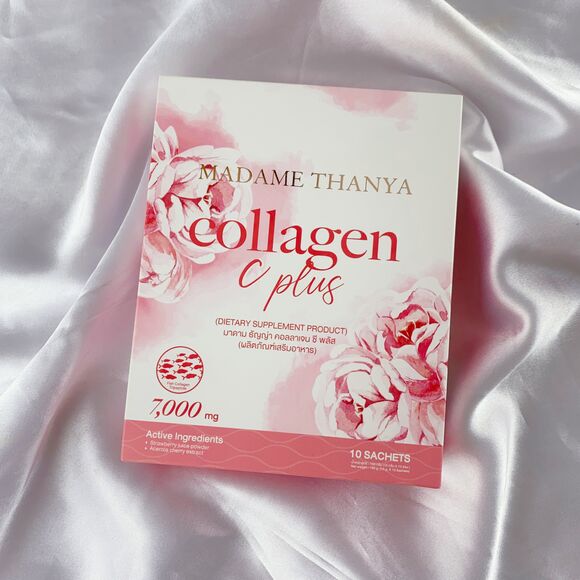 MADAME THANYA
collagen
c plus
(DIETARY SUPPLEMENT PRODUCT)
มาดาม ธัญญ่า คอลลาเจน ซี พลัส
(ผลิตภัณฑ์เสริมอาหาร)
Fish Collagen
7,000 mg
Active Ingredients
• Strawberry juice powder
• Acerola cherry extract
10 SACHETS